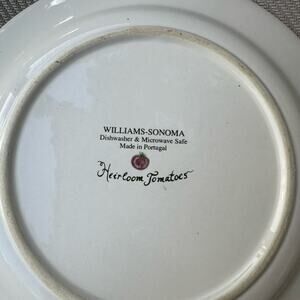 WILLIAMS-SONOMA
Dishwasher & Microwave Safe
Made in Portugal
Heirloom Tomatoes